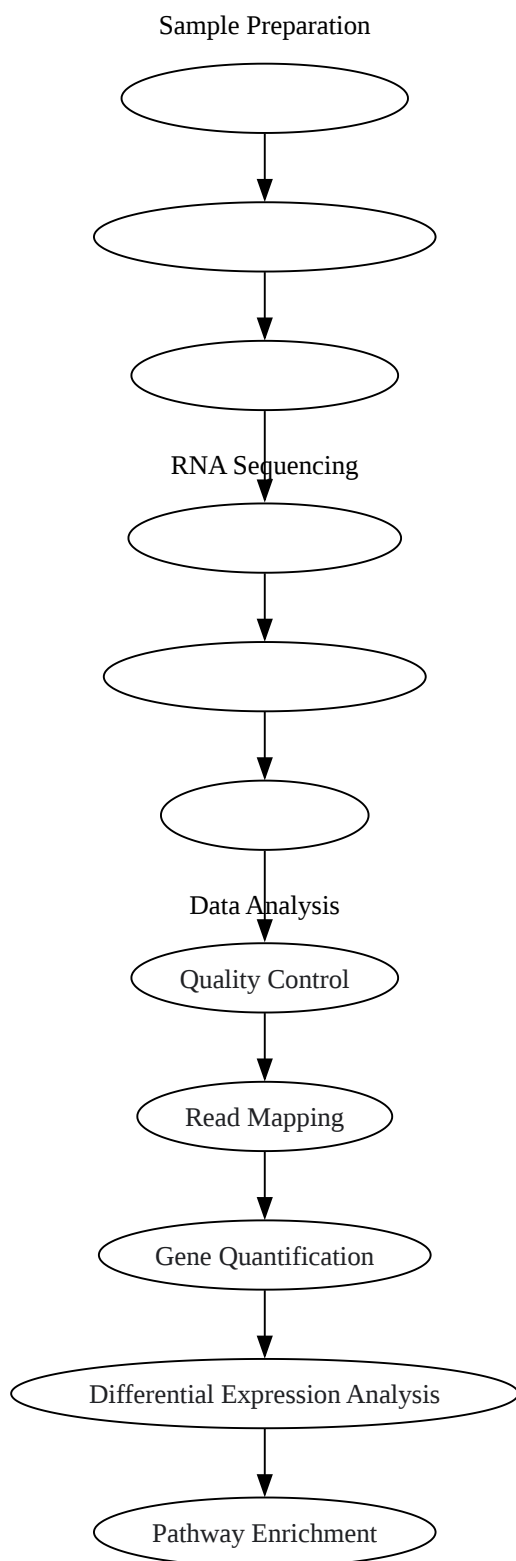 Sample Preparation
RNA Sequencing
Data Analysis
Quality Control
Read Mapping
Gene Quantification
Differential Expression Analysis
Pathway Enrichment